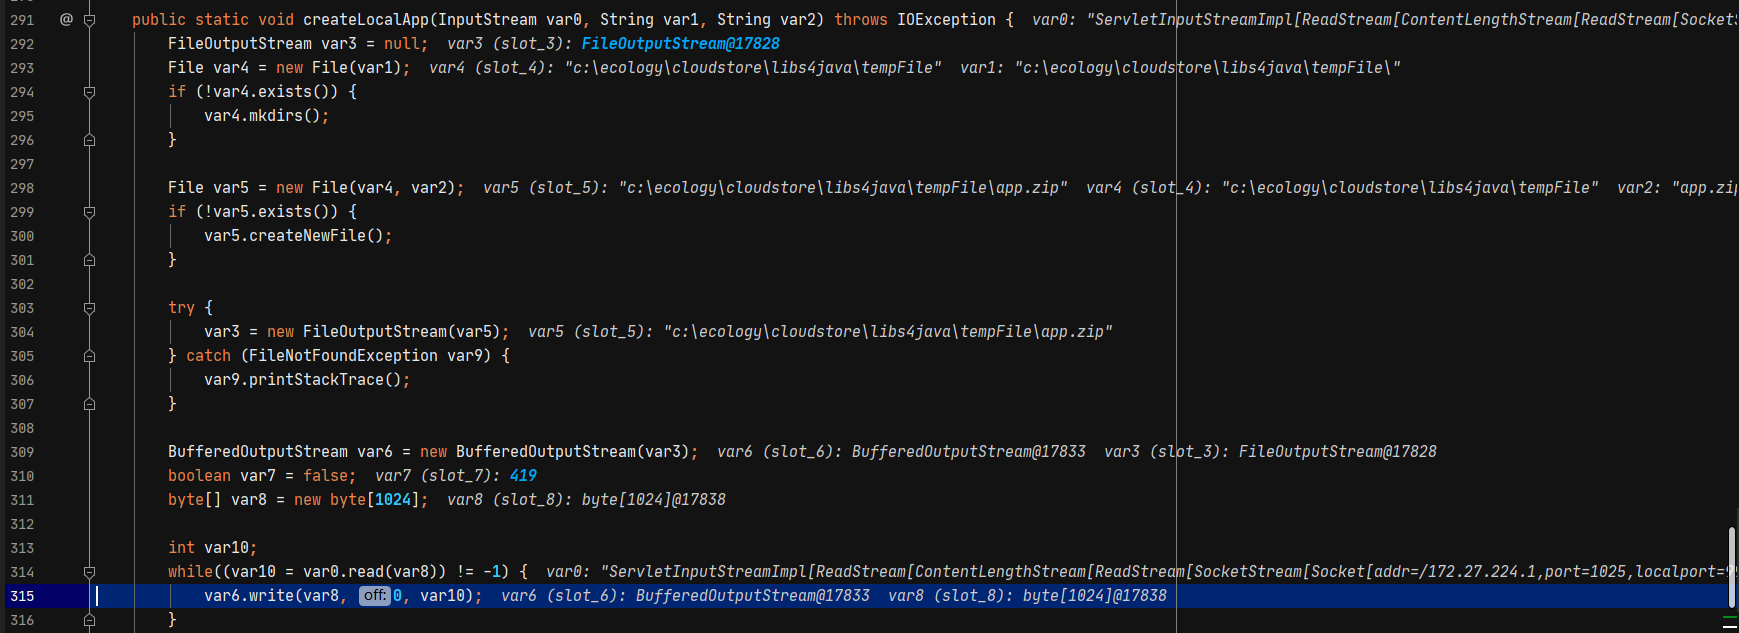 291 @ public static void createLocalApp(InputStream var0, String var1, String var2) throws IOException { var0: "ServletInputStreamImpl[ReadStream[ContentLengthStream[ReadStream[Socket
292 FileOutputStream var3 = null; var3 (slot_3): FileOutputStream@17828
293 File var4 = new File(var1); var4 (slot_4): "c:\ecology\cloudstore\libs4java\tempFile" var1: "c:\ecology\cloudstore\libs4java\tempFile\"
294 if (!var4.exists()) {
295 var4.mkdirs();
296 }
297
298 File var5 = new File(var4, var2); var5 (slot_5): "c:\ecology\cloudstore\libs4java\tempFile\app.zip" var4 (slot_4): "c:\ecology\cloudstore\libs4java\tempFile" var2: "app.zip
299 if (!var5.exists()) {
300 var5.createNewFile();
301 }
302
303 try {
304 var3 = new FileOutputStream(var5); var5 (slot_5): "c:\ecology\cloudstore\libs4java\tempFile\app.zip"
305 } catch (FileNotFoundException var9) {
306 var9.printStackTrace();
307 }
308
309 BufferedOutputStream var6 = new BufferedOutputStream(var3); var6 (slot_6): BufferedOutputStream@17833 var3 (slot_3): FileOutputStream@17828
310 boolean var7 = false; var7 (slot_7): 419
311 byte[] var8 = new byte[1024]; var8 (slot_8): byte[1024]@17838
312
313 int var10;
314 while((var10 = var0.read(var8)) != -1) { var0: "ServletInputStreamImpl[ReadStream[ContentLengthStream[ReadStream[SocketStream[Socket[addr=/172.27.224.1,port=1025,localport=9
315 var6.write(var8, off: 0, var10); var6 (slot_6): BufferedOutputStream@17833 var8 (slot_8): byte[1024]@17838
316 }